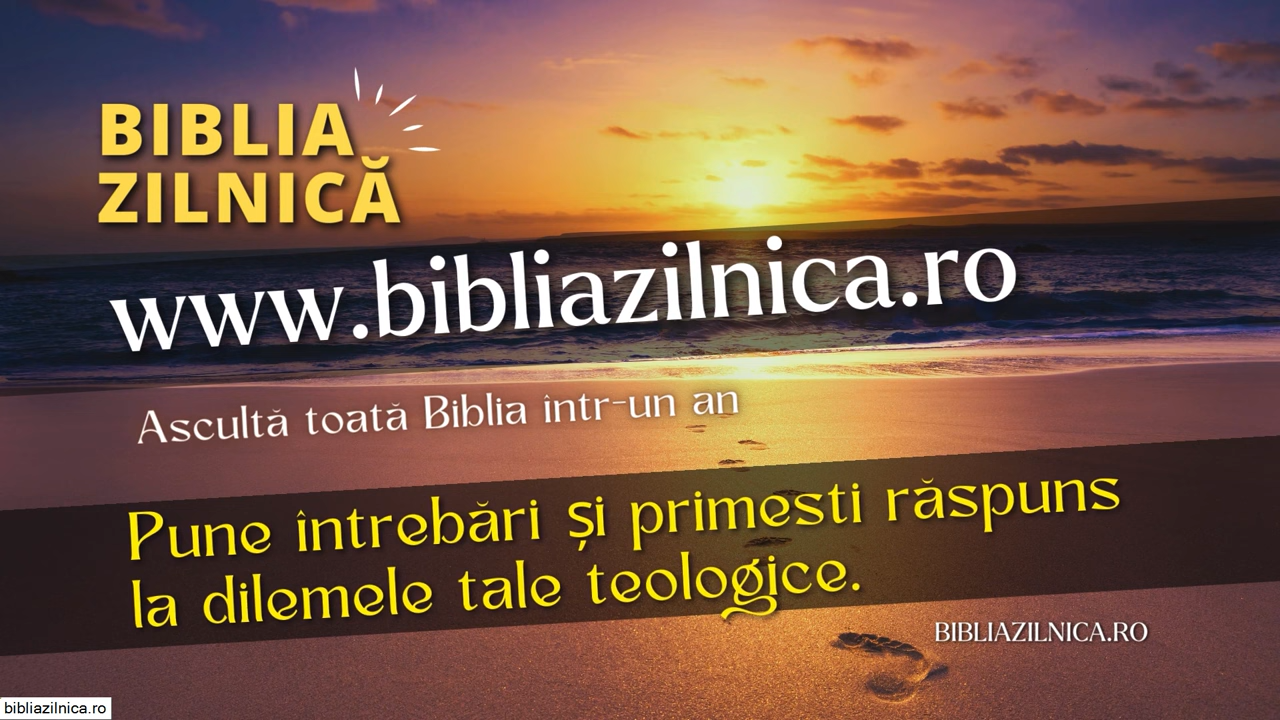 BIBLIA
ZILNICĂ
www.bibliazilnica.ro
Ascultă toată Biblia într-un an
Pune întrebări și primesti răspuns
la dilemele tale teologice.
BIBLIAZILNICA.RO
bibliazilnica.ro